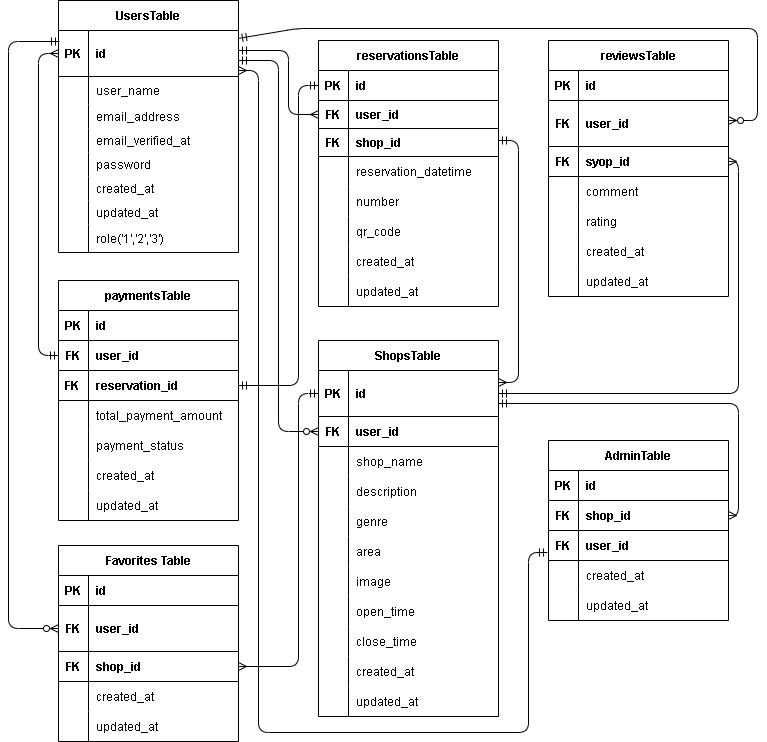 UsersTable
PK id
user_name
email_address
email_verified_at
password
created_at
updated_at
role('1','2','3')
paymentsTable
PK id
FK user_id
FK reservation_id
total_payment_amount
payment_status
created_at
updated_at
Favorites Table
PK id
FK user_id
FK shop_id
created_at
updated_at
reservationsTable
PK id
FK user_id
FK shop_id
reservation_datetime
number
qr_code
created_at
updated_at
ShopsTable
PK id
FK user_id
shop_name
description
genre
area
image
open_time
close_time
created_at
updated_at
reviewsTable
PK id
FK user_id
FK syop_id
comment
rating
created_at
updated_at
AdminTable
PK id
FK shop_id
FK user_id
created_at
updated_at